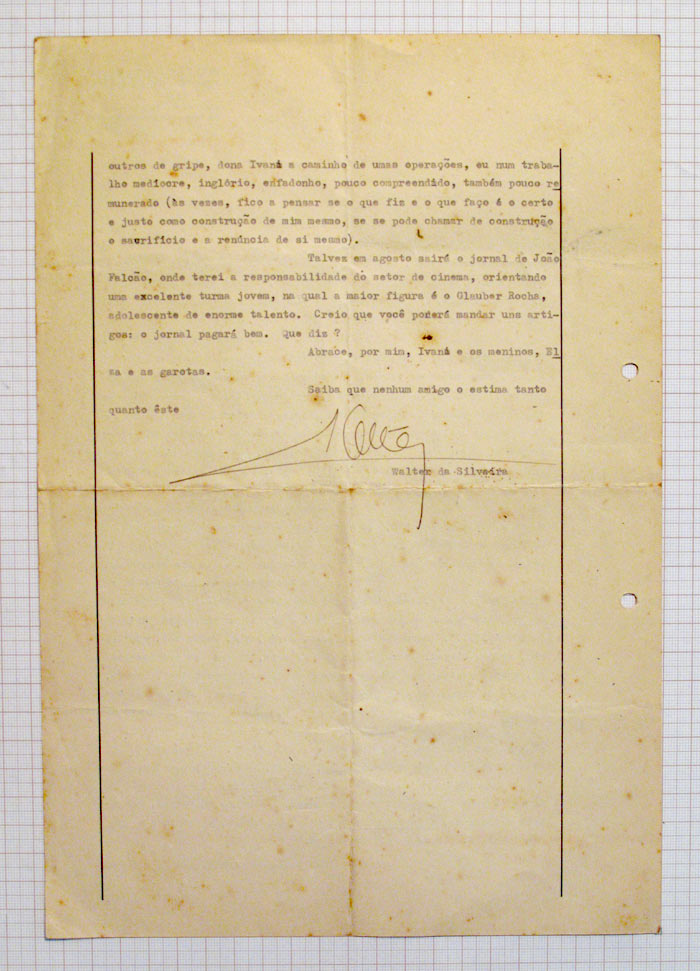 outros de gripe, dona Ivaná a caminho de umas operações, eu num traba-
lho medíocre, inglório, enfadonho, pouco compreendido, também pouco re
munerado (às vezes, fico a pensar se o que fiz e o que faço é o certo
e justo como construção de mim mesmo, se se pode chamar de construção
o sacrifício e a renúncia de si mesmo).
Talvez em agosto sairá o jornal de João
Falcão, onde terei a responsabilidade do setor de cinema, orientando
uma excelente turma jovem, na qual a maior figura é o Glauber Rocha,
adolescente de enorme talento. Creio que você poderá mandar uns arti-
gos: o jornal pagará bem. Que diz ?
Abrace, por mim, Ivaná e os meninos, El
za e as garotas.
Saiba que nenhum amigo o estima tanto
quanto êste
Walter
Walter da Silveira